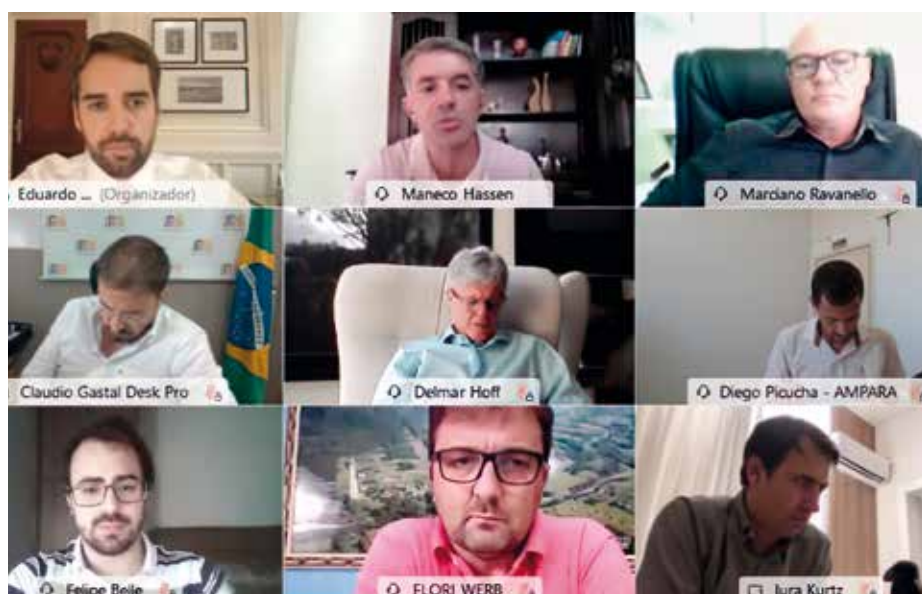 Eduardo ... (Organizador)
Maneco Hassen
Marciano Ravanello
Claudio Gastal Desk Pro
Delmar Hoff
Diego Picucha - AMPARA
Felipe Beile
FLORI WERB
Jura Kurtz